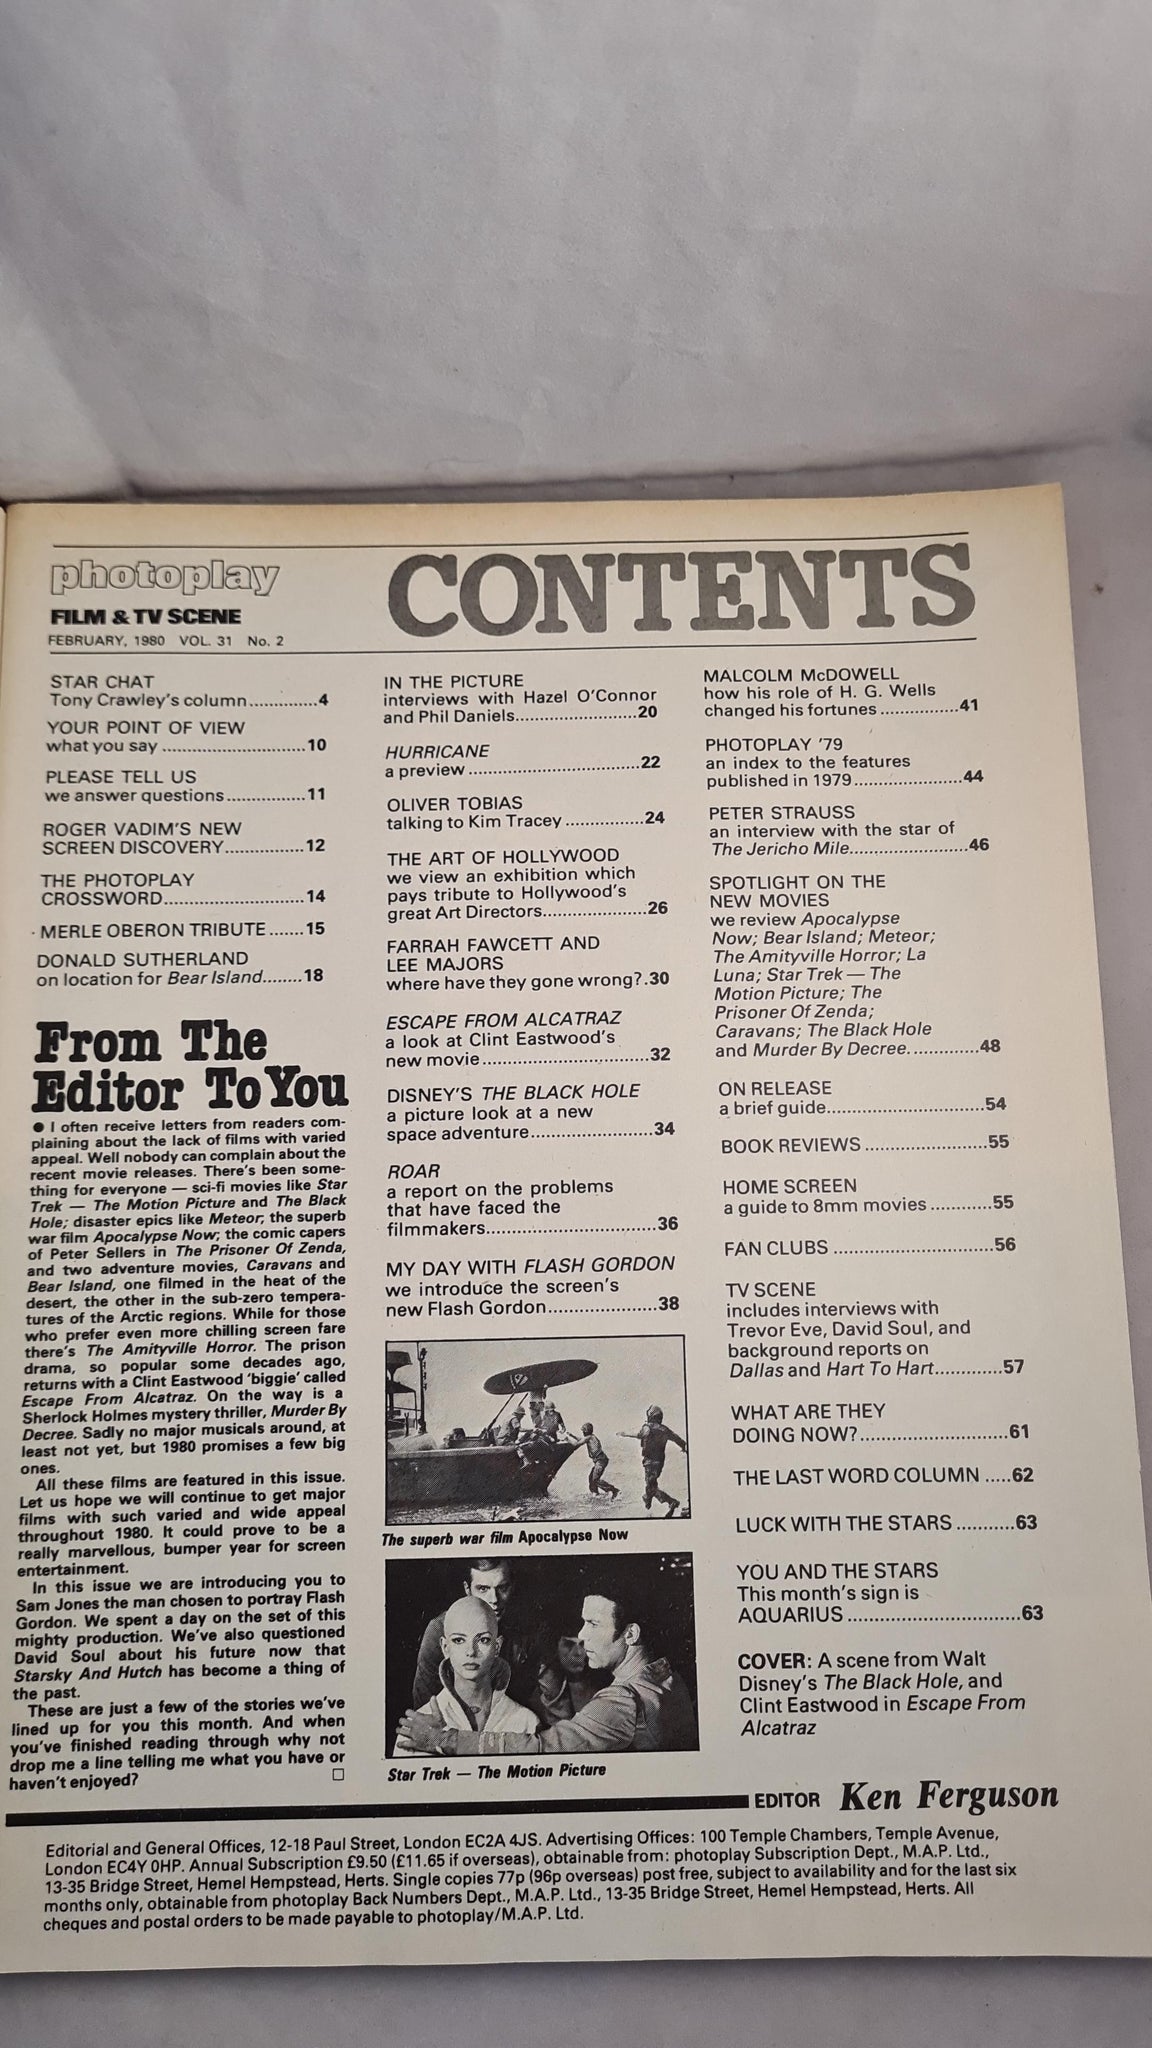 photoplay
FILM & TV SCENE
FEBRUARY, 1980 VOL. 31 No. 2
CONTENTS
STAR CHAT
Tony Crawley's column..............4
YOUR POINT OF VIEW
what you say ............................10
PLEASE TELL US
we answer questions...............11
ROGER VADIM'S NEW
SCREEN DISCOVERY...............12
THE PHOTOPLAY
CROSSWORD...........................14
MERLE OBERON TRIBUTE.......15
DONALD SUTHERLAND
on location for Bear Island........18
From The
Editor To You
● I often receive letters from readers com-
plaining about the lack of films with varied
appeal. Well nobody can complain about the
recent movie releases. There's been some-
thing for everyone — sci-fi movies like Star
Trek — The Motion Picture and The Black
Hole; disaster epics like Meteor; the superb
war film Apocalypse Now; the comic capers
of Peter Sellers in The Prisoner Of Zenda,
and two adventure movies, Caravans and
Bear Island, one filmed in the heat of the
desert, the other in the sub-zero tempera-
tures of the Arctic regions. While for those
who prefer even more chilling screen fare
there's The Amityville Horror. The prison
drama, so popular some decades ago,
returns with a Clint Eastwood 'biggie' called
Escape From Alcatraz. On the way is a
Sherlock Holmes mystery thriller, Murder By
Decree. Sadly no major musicals around, at
least not yet, but 1980 promises a few big
ones.
All these films are featured in this issue.
Let us hope we will continue to get major
films with such varied and wide appeal
throughout 1980. It could prove to be a
really marvellous, bumper year for screen
entertainment.
In this issue we are introducing you to
Sam Jones the man chosen to portray Flash
Gordon. We spent a day on the set of this
mighty production. We've also questioned
David Soul about his future now that
Starsky And Hutch has become a thing of
the past.
These are just a few of the stories we've
lined up for you this month. And when
you've finished reading through why not
drop me a line telling me what you have or
haven't enjoyed? □
IN THE PICTURE
interviews with Hazel O'Connor
and Phil Daniels........................20
HURRICANE
a preview ..................................22
OLIVER TOBIAS
talking to Kim Tracey ...............24
THE ART OF HOLLYWOOD
we view an exhibition which
pays tribute to Hollywood's
great Art Directors....................26
FARRAH FAWCETT AND
LEE MAJORS
where have they gone wrong?.30
ESCAPE FROM ALCATRAZ
a look at Clint Eastwood's
new movie................................32
DISNEY'S THE BLACK HOLE
a picture look at a new
space adventure.......................34
ROAR
a report on the problems
that have faced the
filmmakers................................36
MY DAY WITH FLASH GORDON
we introduce the screen's
new Flash Gordon.....................38
The superb war film Apocalypse Now
Star Trek — The Motion Picture
MALCOLM McDOWELL
how his role of H. G. Wells
changed his fortunes ...............41
PHOTOPLAY '79
an index to the features
published in 1979.....................44
PETER STRAUSS
an interview with the star of
The Jericho Mile.......................46
SPOTLIGHT ON THE
NEW MOVIES
we review Apocalypse
Now; Bear Island; Meteor;
The Amityville Horror; La
Luna; Star Trek — The
Motion Picture; The
Prisoner Of Zenda;
Caravans; The Black Hole
and Murder By Decree.............48
ON RELEASE
a brief guide..............................54
BOOK REVIEWS .......................55
HOME SCREEN
a guide to 8mm movies ............55
FAN CLUBS ...............................56
TV SCENE
includes interviews with
Trevor Eve, David Soul, and
background reports on
Dallas and Hart To Hart.............57
WHAT ARE THEY
DOING NOW?............................61
THE LAST WORD COLUMN .....62
LUCK WITH THE STARS ...........63
YOU AND THE STARS
This month's sign is
AQUARIUS ................................63
COVER: A scene from Walt
Disney's The Black Hole, and
Clint Eastwood in Escape From
Alcatraz
EDITOR Ken Ferguson
Editorial and General Offices, 12-18 Paul Street, London EC2A 4JS. Advertising Offices: 100 Temple Chambers, Temple Avenue,
London EC4Y 0HP. Annual Subscription £9.50 (£11.65 if overseas), obtainable from: photoplay Subscription Dept., M.A.P. Ltd.,
13-35 Bridge Street, Hemel Hempstead, Herts. Single copies 77p (96p overseas) post free, subject to availability and for the last six
months only, obtainable from photoplay Back Numbers Dept., M.A.P. Ltd., 13-35 Bridge Street, Hemel Hempstead, Herts. All
cheques and postal orders to be made payable to photoplay/M.A.P. Ltd.